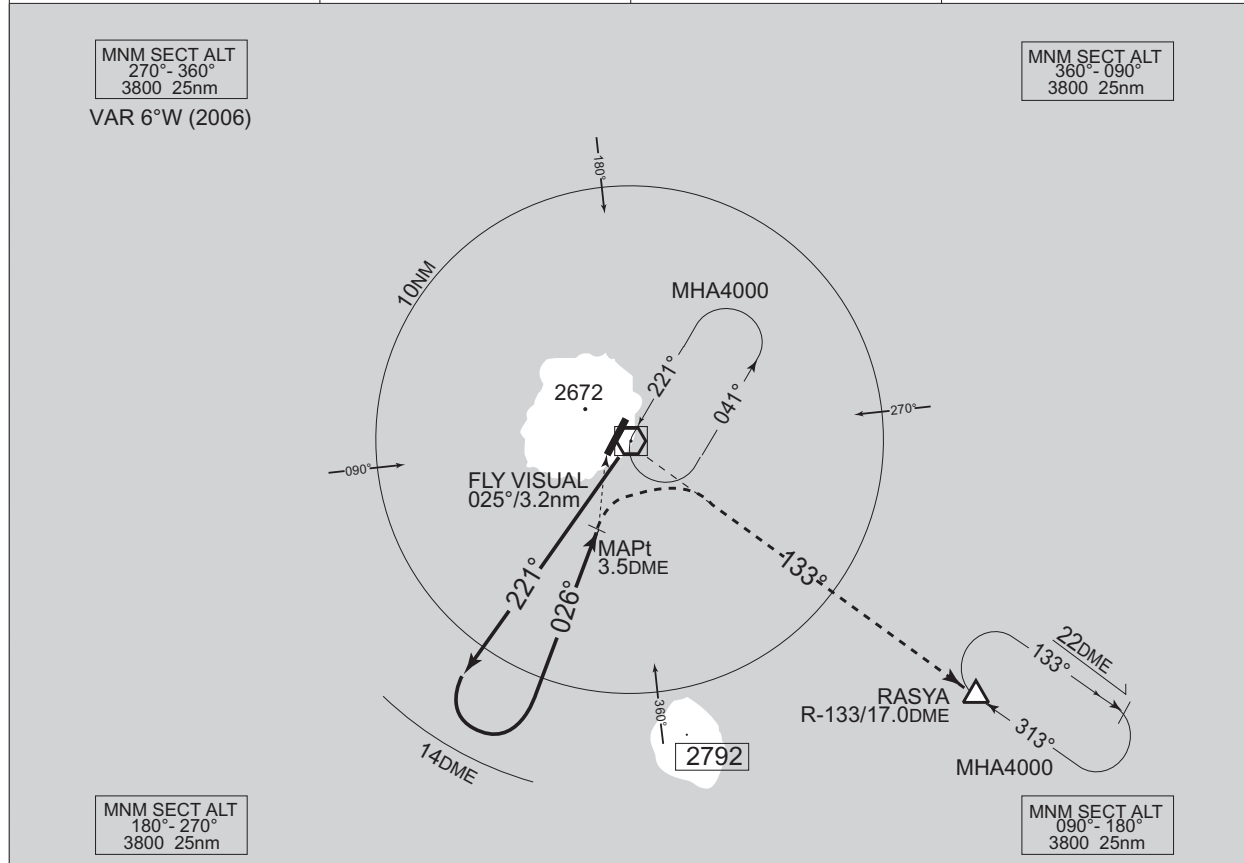 MNM SECT ALT
270°- 360°
3800 25nm
VAR 6°W (2006)
MNM SECT ALT
360°- 090°
3800 25nm
180°
10NM
MHA4000
221°
041°
2672
270°
090°
FLY VISUAL
025°/3.2nm
MAPt
3.5DME
221°
026°
133°
22DME
133°
RASYA
R-133/17.0DME
313°
MHA4000
360°
2792
14DME
MNM SECT ALT
180°- 270°
3800 25nm
MNM SECT ALT
090°- 180°
3800 25nm